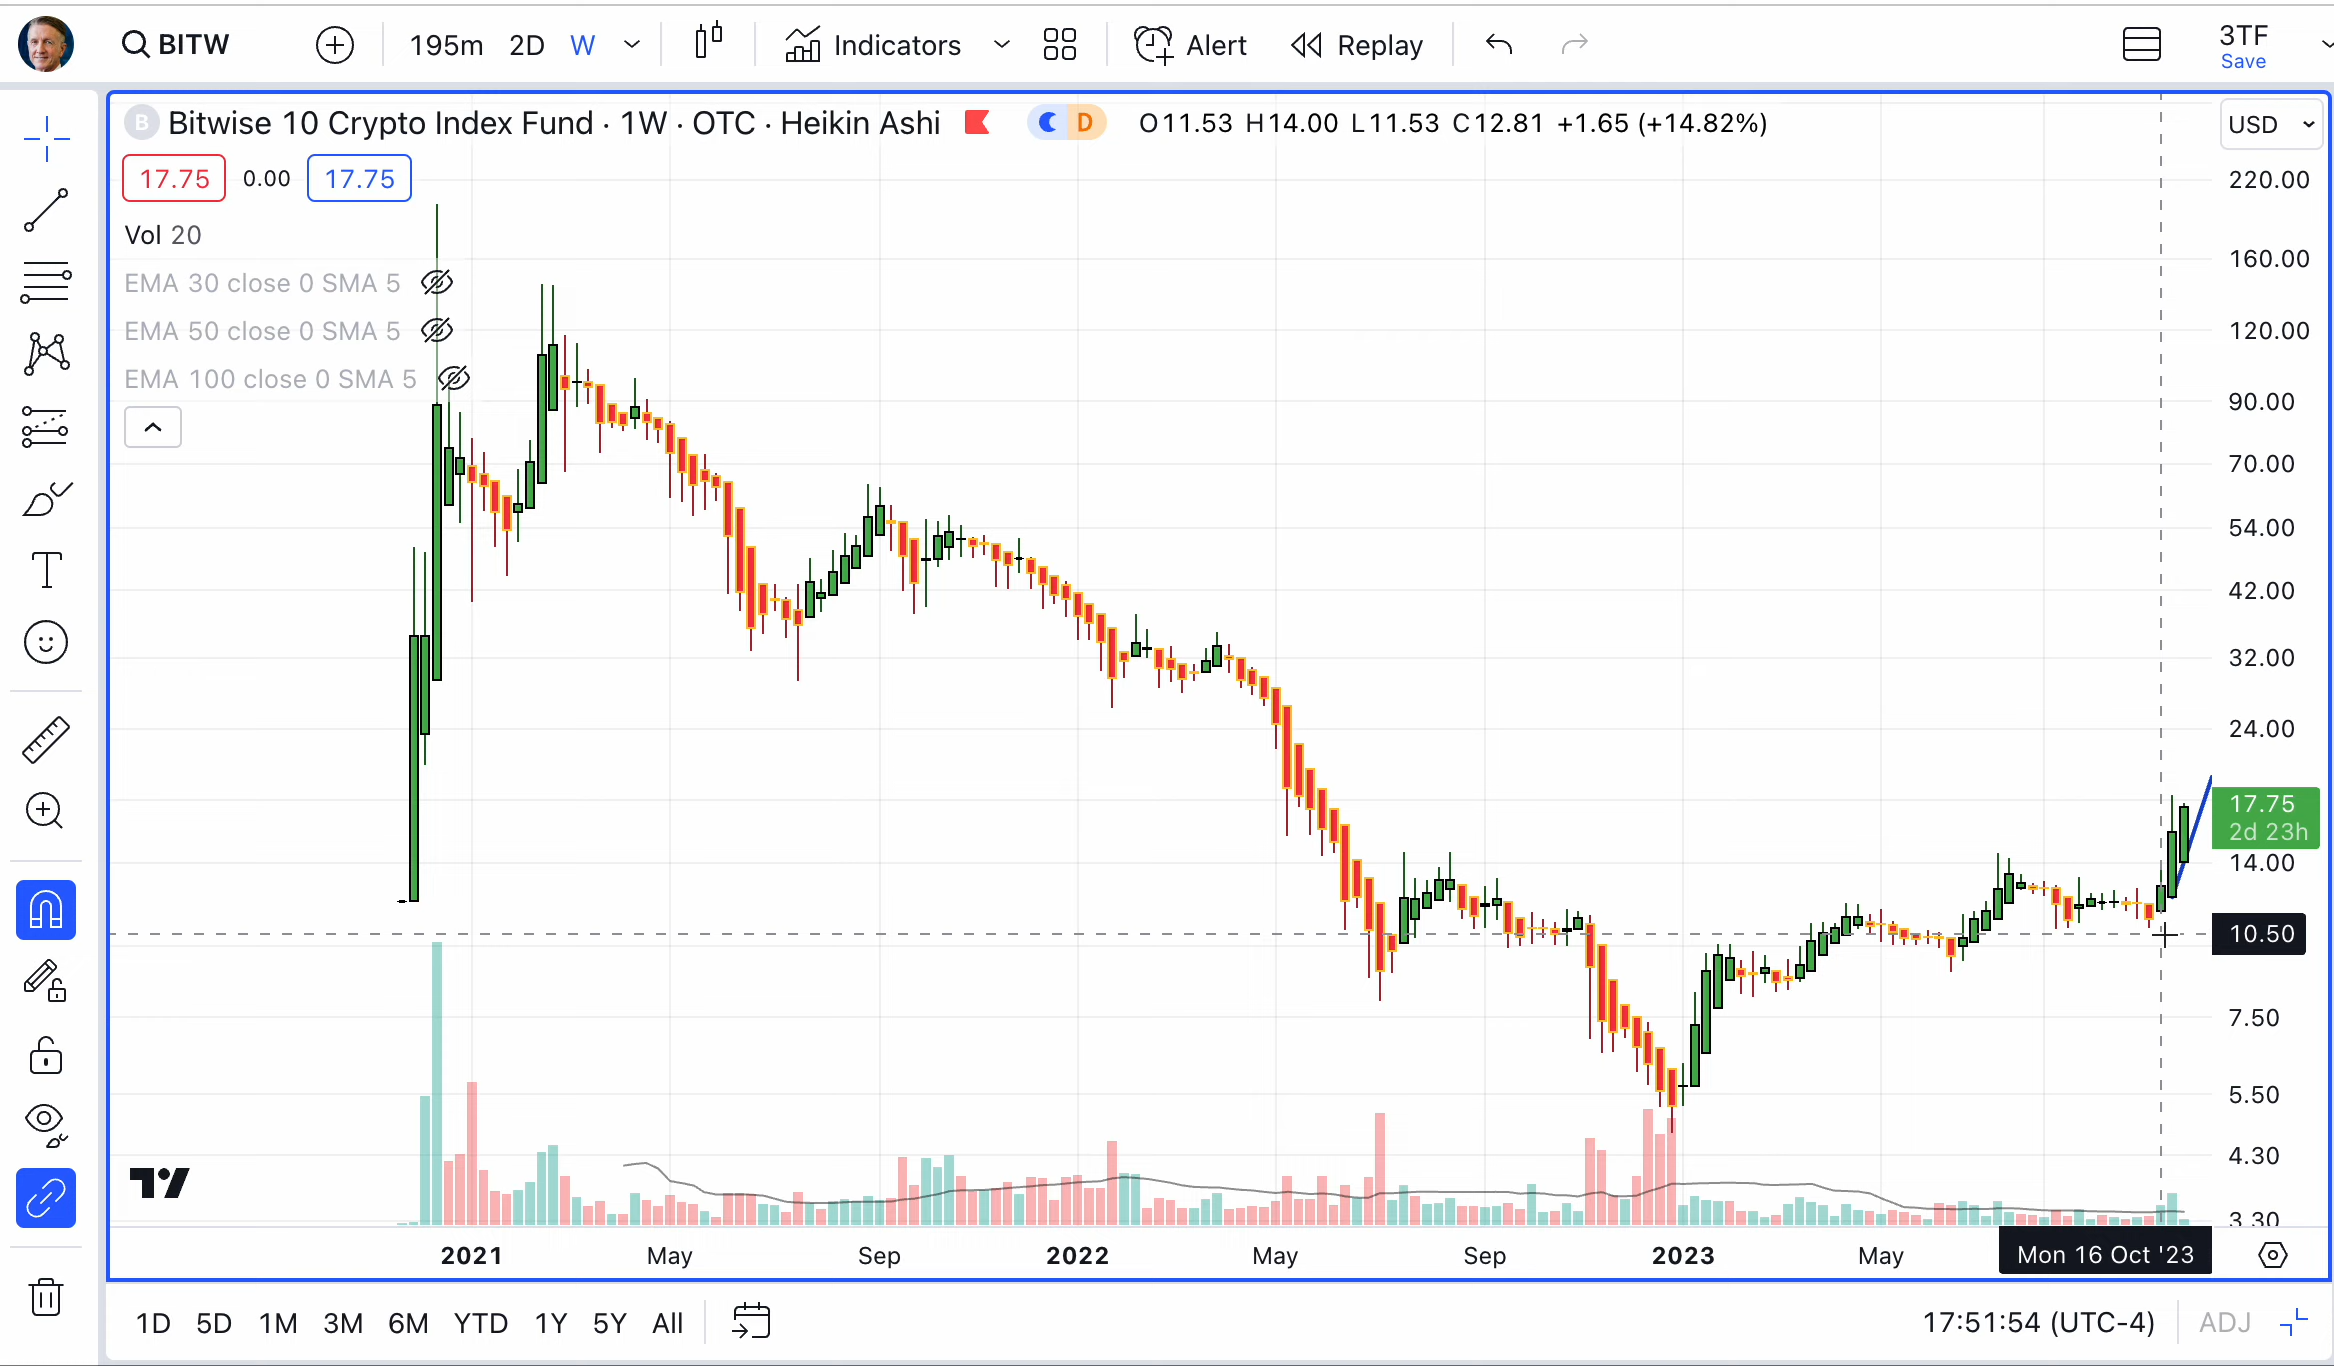 BITW
195m 2D W Indicators Alert Replay 3TF
Save
B Bitwise 10 Crypto Index Fund · 1W · OTC · Heikin Ashi D O11.53 H14.00 L11.53 C12.81 +1.65 (+14.82%) USD
17.75 0.00 17.75
Vol 20
EMA 30 close 0 SMA 5
EMA 50 close 0 SMA 5
EMA 100 close 0 SMA 5
220.00
160.00
120.00
90.00
70.00
54.00
42.00
32.00
24.00
17.75
2d 23h
14.00
10.50
7.50
5.50
4.30
3.30
2021 May Sep 2022 May Sep 2023 May Mon 16 Oct '23
1D 5D 1M 3M 6M YTD 1Y 5Y All 17:51:54 (UTC-4) ADJ